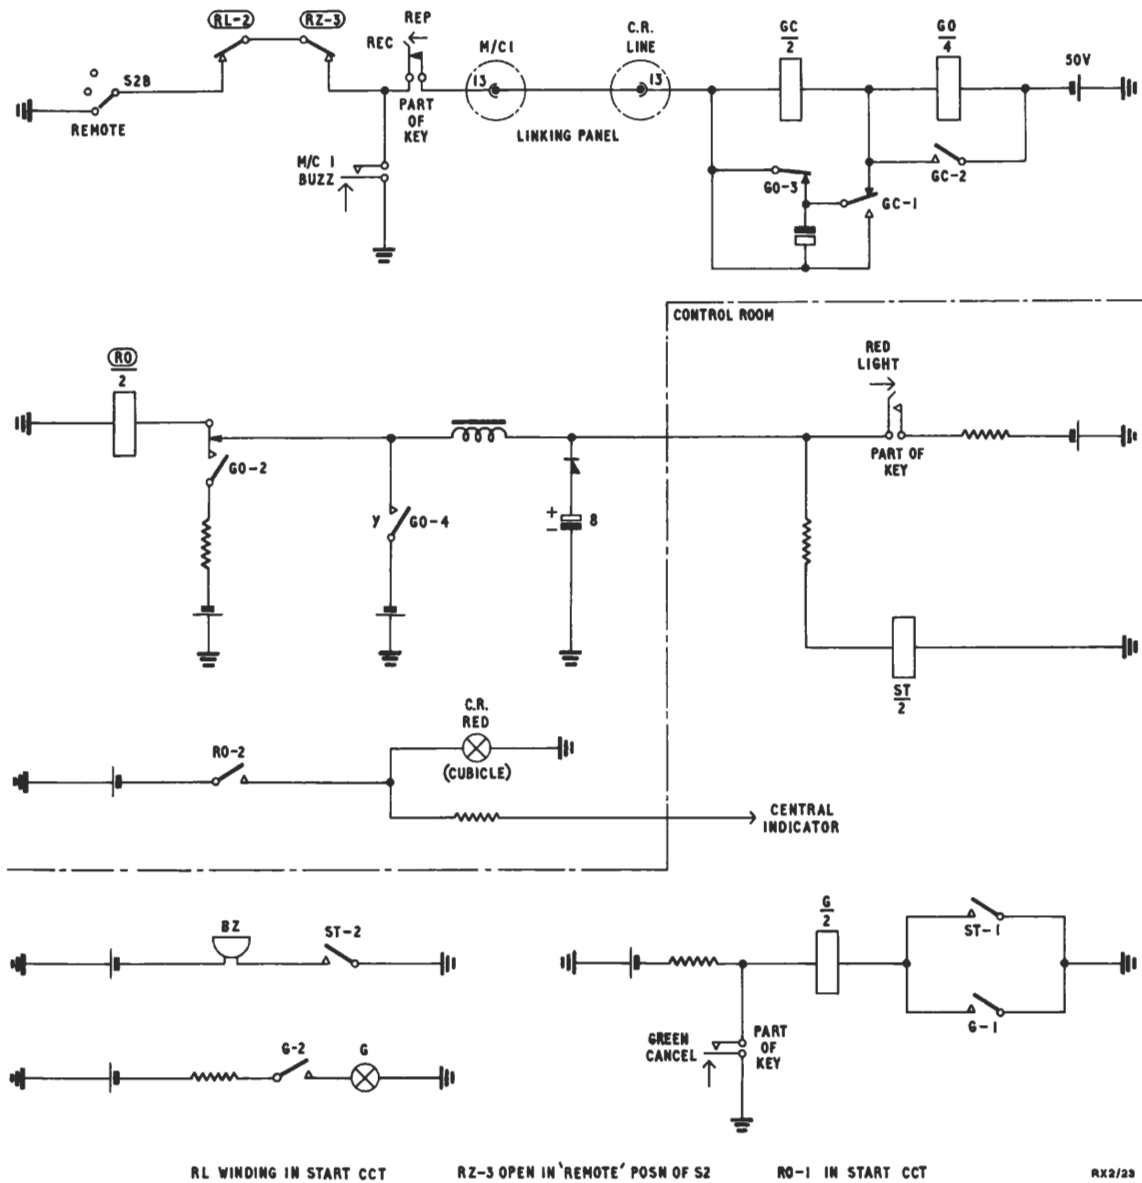 RL-2
RZ-3
REP
REC
M/C1
C.R.
LINE
GC
2
GO
4
50V
S2B
REMOTE
13
13
PART
OF
KEY
LINKING PANEL
M/C 1
BUZZ
GO-3
GC-1
GC-2
CONTROL ROOM
RO
2
RED
LIGHT
PART OF
KEY
GO-2
y
GO-4
+
-
8
ST
2
C.R.
RED
(CUBICLE)
RO-2
CENTRAL
INDICATOR
BZ
ST-2
G
2
ST-1
G-1
GREEN
CANCEL
PART
OF
KEY
G-2
G
RL WINDING IN START CCT
RZ-3 OPEN IN 'REMOTE' POSN OF S2
RO-1 IN START CCT
RX2/23